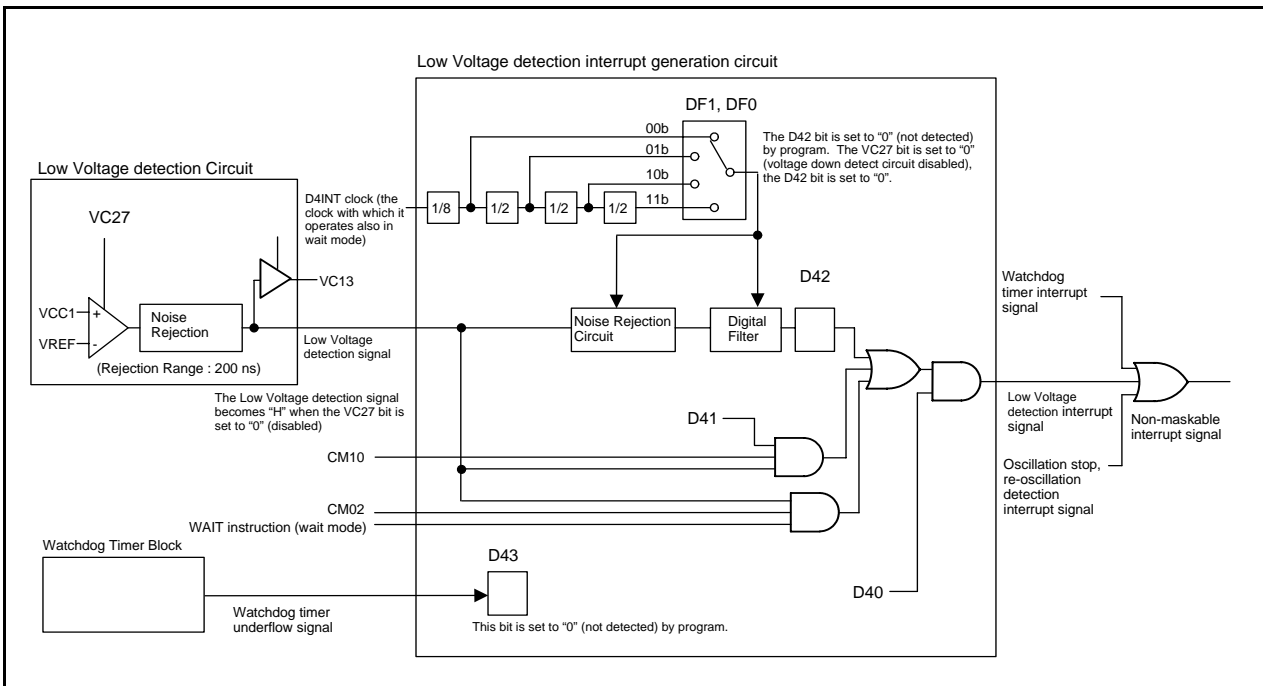 Low Voltage detection interrupt generation circuit
DF1, DF0
00b
01b
10b
11b
The D42 bit is set to “0” (not detected)
by program. The VC27 bit is set to “0”
(voltage down detect circuit disabled),
the D42 bit is set to “0”.
Low Voltage detection Circuit
VC27
D4INT clock (the
clock with which it
operates also in
wait mode)
1/8
1/2
1/2
1/2
VC13
VCC1
+
VREF
-
Noise
Rejection
(Rejection Range : 200 ns)
Low Voltage
detection signal
Noise Rejection
Circuit
Digital
Filter
D42
Watchdog
timer interrupt
signal
The Low Voltage detection signal
becomes “H” when the VC27 bit is
set to “0” (disabled)
D41
CM10
CM02
WAIT instruction (wait mode)
Low Voltage
detection interrupt
signal
Non-maskable
interrupt signal
Oscillation stop,
re-oscillation
detection
interrupt signal
Watchdog Timer Block
D43
D40
Watchdog timer
underflow signal
This bit is set to “0” (not detected) by program.